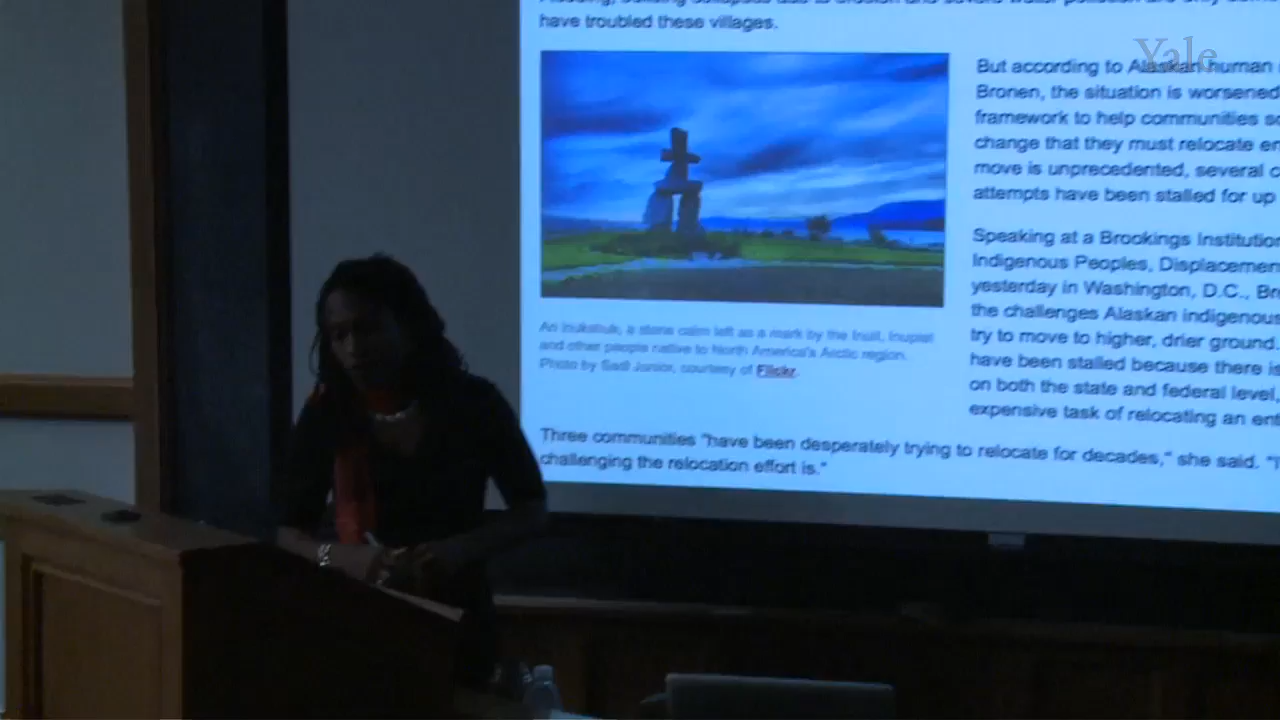 have troubled these villages.
Yale
But according to Alaskan human
Bronen, the situation is worsened
framework to help communities
change that they must relocate
move is unprecedented, several
attempts have been stalled for up
Speaking at a Brookings Institution
Indigenous Peoples, Displacement
yesterday in Washington, D.C.,
the challenges Alaskan indigenous
try to move to higher, drier ground.
have been stalled because there is
on both the state and federal level,
expensive task of relocating an
An inukshuk, a stone cairn left as a mark by the Inuit, Inupiat
and other people native to North America's Arctic region.
Photo by Sadi Junior, courtesy of Flickr.
Three communities "have been desperately trying to relocate for decades," she said.
challenging the relocation effort is."